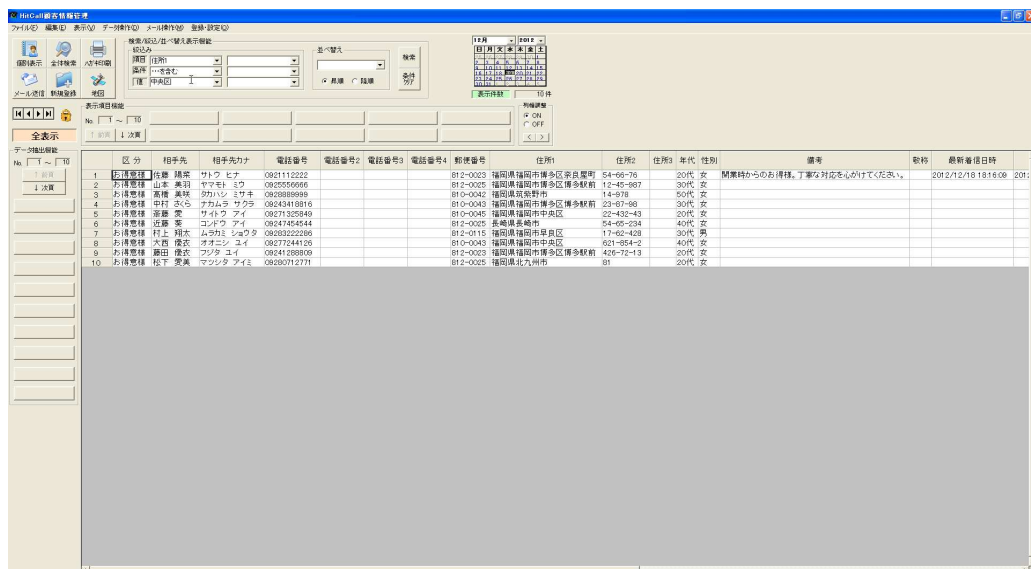 HitCall顧客情報管理
ファイル(F) 編集(E) 表示(V) データ操作(D) メール操作(M) 登録・設定(O)
個別表示 全体検索 ハガキ印刷
メール送信 新規登録 地図
検索/絞込/並べ替え表示機能
絞込み
項目 住所1
条件 …を含む
値 中央区
並べ替え
昇順 降順
検索
条件クリア
12月 2012
日 月 火 水 木 金 土
表示件数 10 件
全表示
表示項目機能
No. 1 ～ 10
↑ 前頁 ↓ 次頁
列幅調整
ON
OFF
< >
データ抽出機能
No. 1 ～ 10
↑ 前頁
↓ 次頁
区分 相手先 相手先カナ 電話番号 電話番号2 電話番号3 電話番号4 郵便番号 住所1 住所2 住所3 年代 性別 備考 敬称 最新着信日時
1 お得意様 佐藤 陽菜 サトウ ヒナ 0921112222 812-0023 福岡県福岡市博多区奈良屋町 54-66-76 20代 女 開業時からのお得様。丁寧な対応を心がけてください。 2012/12/18 18:16:09 2012
2 お得意様 山本 美羽 ヤマモト ミウ 0925556666 812-0025 福岡県福岡市博多区博多駅前 12-45-987 30代 女
3 お得意様 高橋 美咲 タカハシ ミサキ 0928889999 810-0042 福岡県筑紫野市 14-978 50代 女
4 お得意様 中村 さくら ナカムラ サクラ 09243418816 810-0043 福岡県福岡市博多区博多駅前 23-87-98 30代 女
5 お得意様 斎藤 愛 サイトウ アイ 09271325849 810-0045 福岡県福岡市中央区 22-432-43 20代 女
6 お得意様 近藤 葵 コンドウ アイ 09247454544 812-0025 長崎県長崎市 54-65-234 40代 女
7 お得意様 村上 翔太 ムラカミ ショウタ 09283222286 812-0115 福岡県福岡市早良区 17-62-428 30代 男
8 お得意様 大西 優衣 オオニシ ユイ 09277244126 810-0043 福岡県福岡市中央区 621-854-2 40代 女
9 お得意様 藤田 優衣 フジタ ユイ 09241288809 812-0023 福岡県福岡市博多区博多駅前 426-72-13 20代 女
10 お得意様 松下 愛美 マツシタ アイミ 09280712771 812-0025 福岡県北九州市 81 20代 女